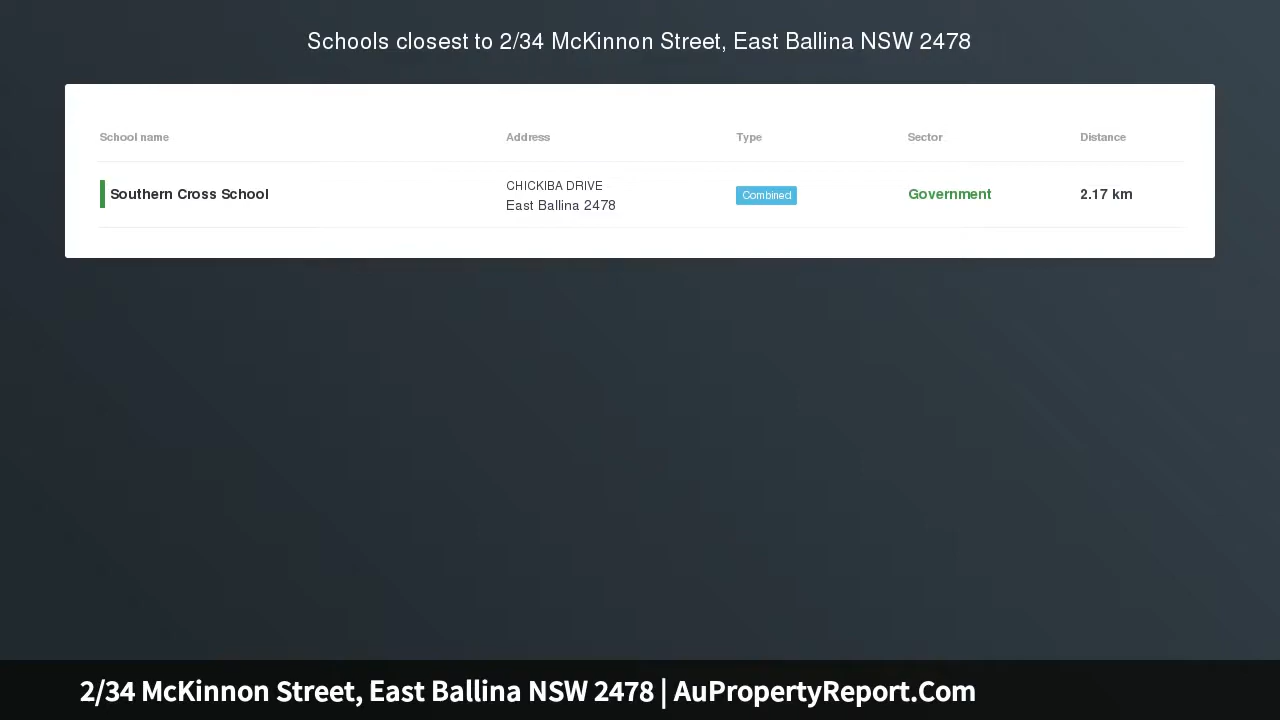 Schools closest to 2/34 McKinnon Street, East Ballina NSW 2478
School name Address Type Sector Distance
Southern Cross School CHICKIBA DRIVE East Ballina 2478 Combined Government 2.17 km
2/34 McKinnon Street, East Ballina NSW 2478 | AuPropertyReport.Com